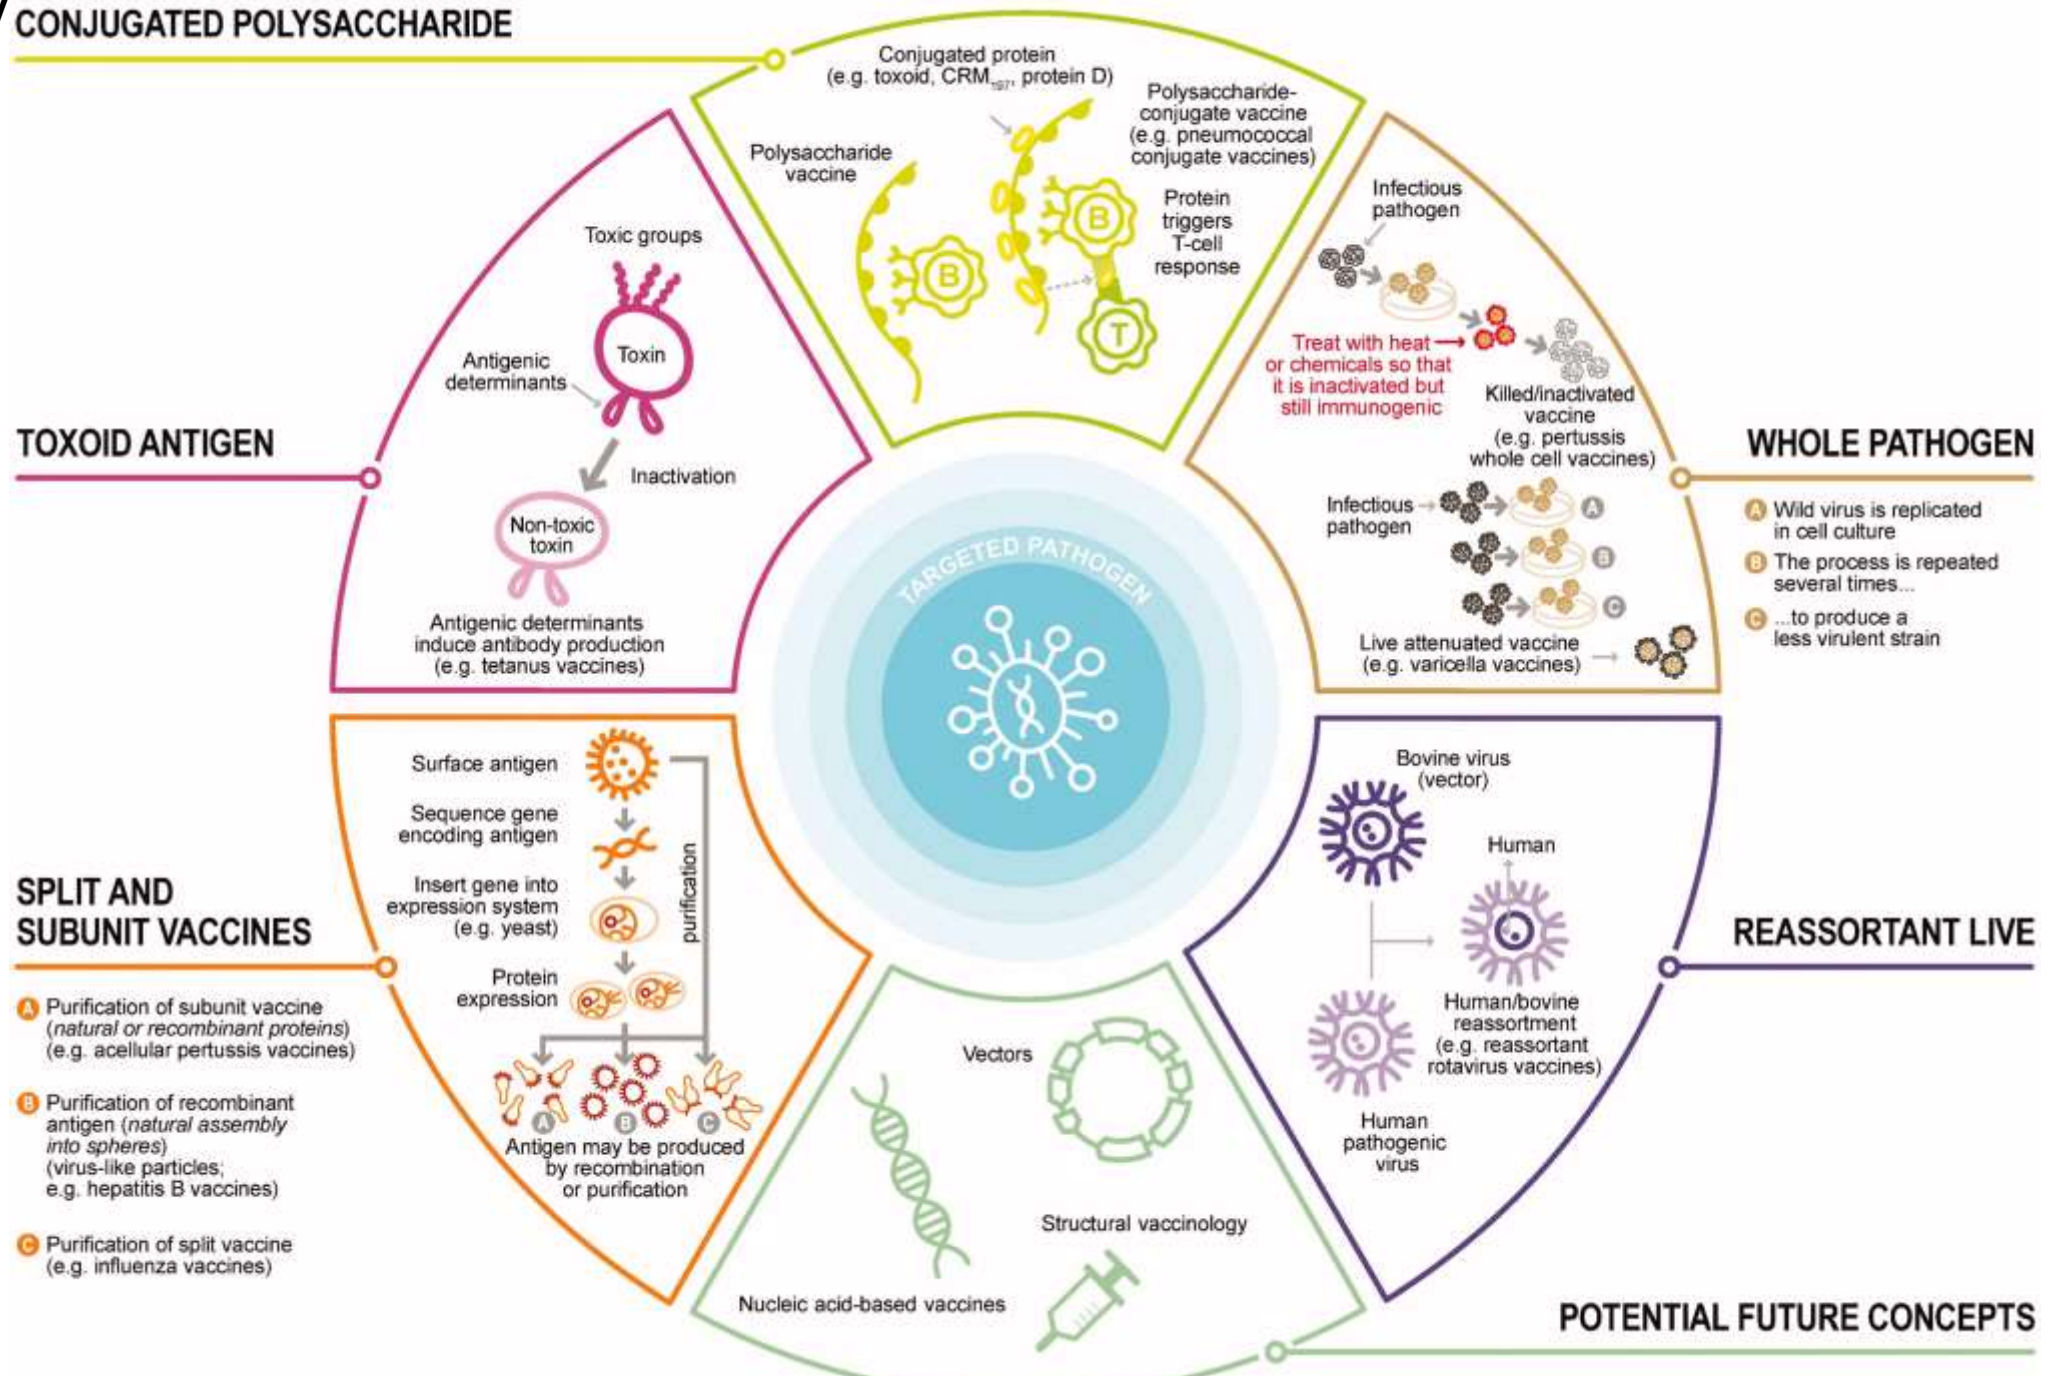 CONJUGATED POLYSACCHARIDE
Conjugated protein
(e.g. toxoid, CRM₁₉₇, protein D)
Polysaccharide-
conjugate vaccine
(e.g. pneumococcal
conjugate vaccines)
Polysaccharide
vaccine
Protein
triggers
T-cell
response
B
B
T
TOXOID ANTIGEN
Toxic groups
Toxin
Antigenic
determinants
Inactivation
Non-toxic
toxin
Antigenic determinants
induce antibody production
(e.g. tetanus vaccines)
WHOLE PATHOGEN
Infectious
pathogen
Treat with heat
or chemicals so that
it is inactivated but
still immunogenic
Killed/inactivated
vaccine
(e.g. pertussis
whole cell vaccines)
Infectious
pathogen
A
B
C
Live attenuated vaccine
(e.g. varicella vaccines)
A Wild virus is replicated
in cell culture
B The process is repeated
several times...
C ...to produce a
less virulent strain
TARGETED PATHOGEN
SPLIT AND
SUBUNIT VACCINES
A Purification of subunit vaccine
(natural or recombinant proteins)
(e.g. acellular pertussis vaccines)
B Purification of recombinant
antigen (natural assembly
into spheres)
(virus-like particles;
e.g. hepatitis B vaccines)
C Purification of split vaccine
(e.g. influenza vaccines)
Surface antigen
Sequence gene
encoding antigen
Insert gene into
expression system
(e.g. yeast)
Protein
expression
purification
A
B
C
Antigen may be produced
by recombination
or purification
REASSORTANT LIVE
Bovine virus
(vector)
Human
Human/bovine
reassortment
(e.g. reassortant
rotavirus vaccines)
Human
pathogenic
virus
POTENTIAL FUTURE CONCEPTS
Vectors
Structural vaccinology
Nucleic acid-based vaccines